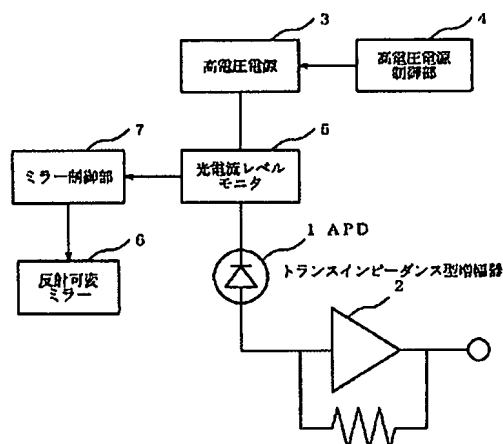 3
高電圧電源
4
高電圧電源
制御部
7
ミラー制御部
5
光電流レベル
モニタ
6
反射可変
ミラー
1 APD
トランスインピーダンス型増幅器
2